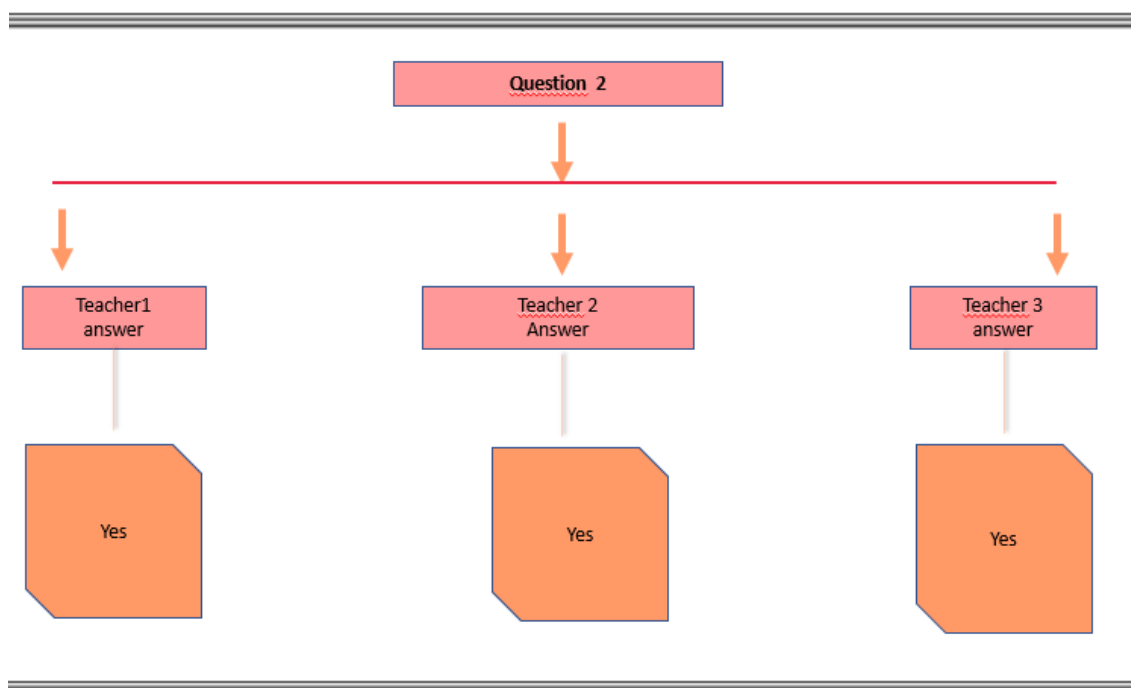 Question 2
Teacher1
answer
Teacher 2
Answer
Teacher 3
answer
Yes
Yes
Yes